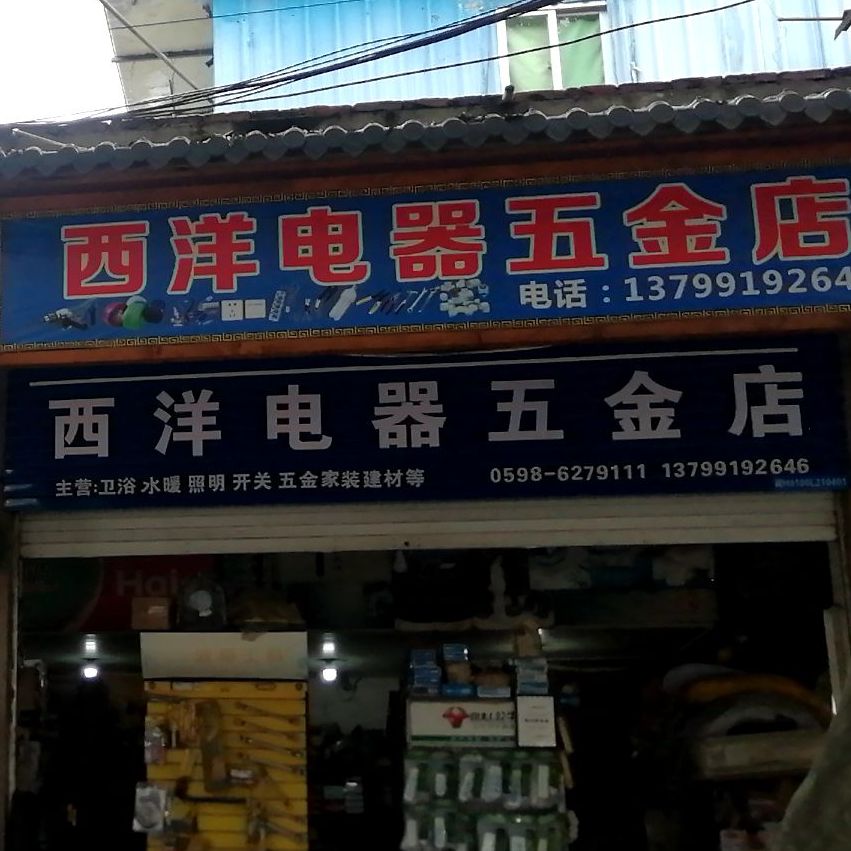 西洋电器五金店
电话：1379919264
西洋电器五金店
主营:卫浴 水暖 照明 开关 五金家装建材等 0598-6279111 13799192646